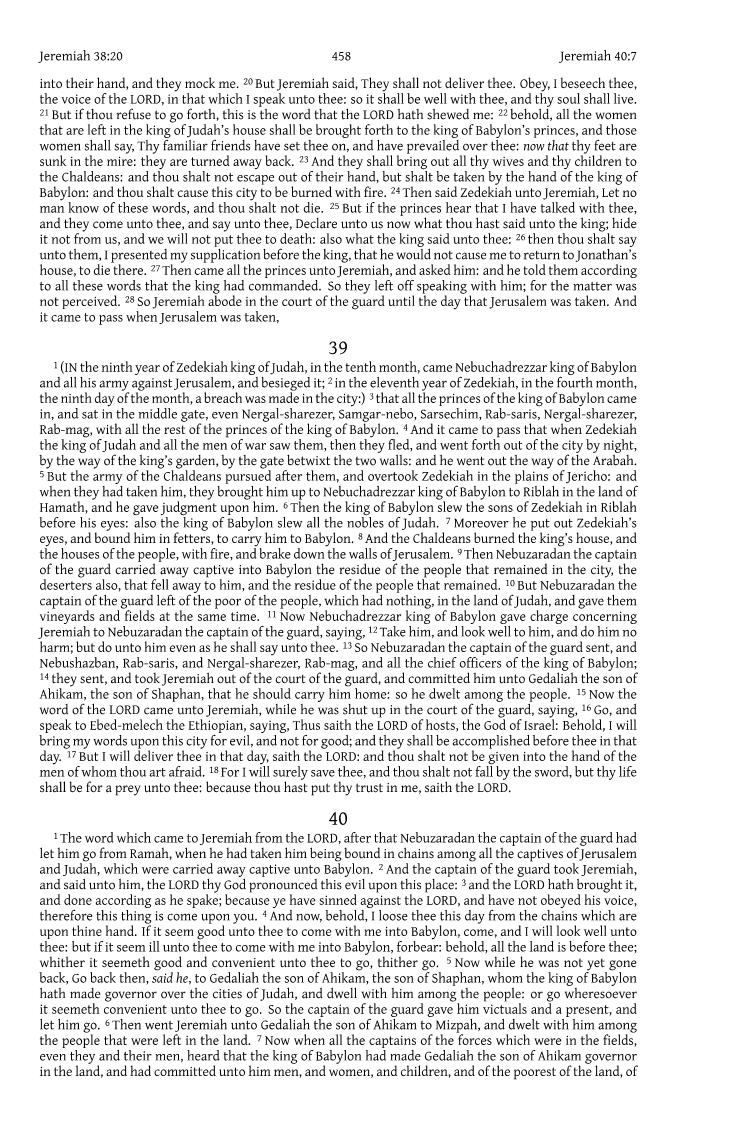 Jeremiah 38:20 458 Jeremiah 40:7
into their hand, and they mock me. 20 But Jeremiah said, They shall not deliver thee. Obey, I beseech thee,
the voice of the LORD, in that which I speak unto thee: so it shall be well with thee, and thy soul shall live.
21 But if thou refuse to go forth, this is the word that the LORD hath shewed me: 22 behold, all the women
that are left in the king of Judah's house shall be brought forth to the king of Babylon's princes, and those
women shall say, Thy familiar friends have set thee on, and have prevailed over thee: now that thy feet are
sunk in the mire: they are turned away back. 23 And they shall bring out all thy wives and thy children to
the Chaldeans: and thou shalt not escape out of their hand, but shalt be taken by the hand of the king of
Babylon: and thou shalt cause this city to be burned with fire. 24 Then said Zedekiah unto Jeremiah, Let no
man know of these words, and thou shalt not die. 25 But if the princes hear that I have talked with thee,
and they come unto thee, and say unto thee, Declare unto us now what thou hast said unto the king; hide
it not from us, and we will not put thee to death: also what the king said unto thee: 26 then thou shalt say
unto them, I presented my supplication before the king, that he would not cause me to return to Jonathan's
house, to die there. 27 Then came all the princes unto Jeremiah, and asked him: and he told them according
to all these words that the king had commanded. So they left off speaking with him; for the matter was
not perceived. 28 So Jeremiah abode in the court of the guard until the day that Jerusalem was taken. And
it came to pass when Jerusalem was taken,
39
1 (IN the ninth year of Zedekiah king of Judah, in the tenth month, came Nebuchadrezzar king of Babylon
and all his army against Jerusalem, and besieged it; 2 in the eleventh year of Zedekiah, in the fourth month,
the ninth day of the month, a breach was made in the city:) 3 that all the princes of the king of Babylon came
in, and sat in the middle gate, even Nergal-sharezer, Samgar-nebo, Sarsechim, Rab-saris, Nergal-sharezer,
Rab-mag, with all the rest of the princes of the king of Babylon. 4 And it came to pass that when Zedekiah
the king of Judah and all the men of war saw them, then they fled, and went forth out of the city by night,
by the way of the king's garden, by the gate betwixt the two walls: and he went out the way of the Arabah.
5 But the army of the Chaldeans pursued after them, and overtook Zedekiah in the plains of Jericho: and
when they had taken him, they brought him up to Nebuchadrezzar king of Babylon to Riblah in the land of
Hamath, and he gave judgment upon him. 6 Then the king of Babylon slew the sons of Zedekiah in Riblah
before his eyes: also the king of Babylon slew all the nobles of Judah. 7 Moreover he put out Zedekiah's
eyes, and bound him in fetters, to carry him to Babylon. 8 And the Chaldeans burned the king's house, and
the houses of the people, with fire, and brake down the walls of Jerusalem. 9 Then Nebuzaradan the captain
of the guard carried away captive into Babylon the residue of the people that remained in the city, the
deserters also, that fell away to him, and the residue of the people that remained. 10 But Nebuzaradan the
captain of the guard left of the poor of the people, which had nothing, in the land of Judah, and gave them
vineyards and fields at the same time. 11 Now Nebuchadrezzar king of Babylon gave charge concerning
Jeremiah to Nebuzaradan the captain of the guard, saying, 12 Take him, and look well to him, and do him no
harm; but do unto him even as he shall say unto thee. 13 So Nebuzaradan the captain of the guard sent, and
Nebushazban, Rab-saris, and Nergal-sharezer, Rab-mag, and all the chief officers of the king of Babylon;
14 they sent, and took Jeremiah out of the court of the guard, and committed him unto Gedaliah the son of
Ahikam, the son of Shaphan, that he should carry him home: so he dwelt among the people. 15 Now the
word of the LORD came unto Jeremiah, while he was shut up in the court of the guard, saying, 16 Go, and
speak to Ebed-melech the Ethiopian, saying, Thus saith the LORD of hosts, the God of Israel: Behold, I will
bring my words upon this city for evil, and not for good; and they shall be accomplished before thee in that
day. 17 But I will deliver thee in that day, saith the LORD: and thou shalt not be given into the hand of the
men of whom thou art afraid. 18 For I will surely save thee, and thou shalt not fall by the sword, but thy life
shall be for a prey unto thee: because thou hast put thy trust in me, saith the LORD.
40
1 The word which came to Jeremiah from the LORD, after that Nebuzaradan the captain of the guard had
let him go from Ramah, when he had taken him being bound in chains among all the captives of Jerusalem
and Judah, which were carried away captive unto Babylon. 2 And the captain of the guard took Jeremiah,
and said unto him, the LORD thy God pronounced this evil upon this place: 3 and the LORD hath brought it,
and done according as he spake; because ye have sinned against the LORD, and have not obeyed his voice,
therefore this thing is come upon you. 4 And now, behold, I loose thee this day from the chains which are
upon thine hand. If it seem good unto thee to come with me into Babylon, come, and I will look well unto
thee: but if it seem ill unto thee to come with me into Babylon, forbear: behold, all the land is before thee;
whither it seemeth good and convenient unto thee to go, thither go. 5 Now while he was not yet gone
back, Go back then, said he, to Gedaliah the son of Ahikam, the son of Shaphan, whom the king of Babylon
hath made governor over the cities of Judah, and dwell with him among the people: or go wheresoever
it seemeth convenient unto thee to go. So the captain of the guard gave him victuals and a present, and
let him go. 6 Then went Jeremiah unto Gedaliah the son of Ahikam to Mizpah, and dwelt with him among
the people that were left in the land. 7 Now when all the captains of the forces which were in the fields,
even they and their men, heard that the king of Babylon had made Gedaliah the son of Ahikam governor
in the land, and had committed unto him men, and women, and children, and of the poorest of the land, of